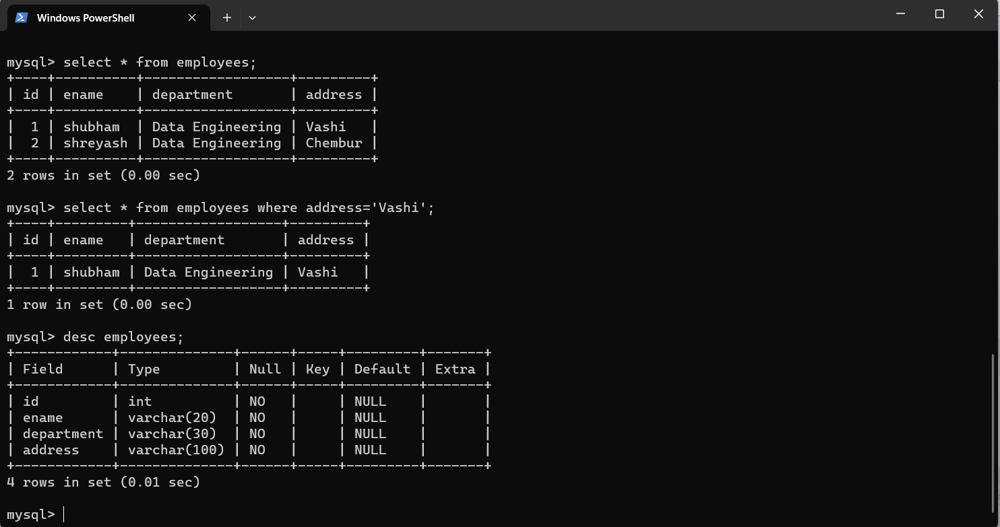 Windows PowerShell
mysql> select * from employees;
+----+----------+------------------+---------+
| id | ename    | department       | address |
+----+----------+------------------+---------+
|  1 | shubham  | Data Engineering | Vashi   |
|  2 | shreyash | Data Engineering | Chembur |
+----+----------+------------------+---------+
2 rows in set (0.00 sec)
mysql> select * from employees where address='Vashi';
+----+---------+------------------+---------+
| id | ename   | department       | address |
+----+---------+------------------+---------+
|  1 | shubham | Data Engineering | Vashi   |
+----+---------+------------------+---------+
1 row in set (0.00 sec)
mysql> desc employees;
+------------+--------------+------+-----+---------+-------+
| Field      | Type         | Null | Key | Default | Extra |
+------------+--------------+------+-----+---------+-------+
| id         | int          | NO   |     | NULL    |       |
| ename      | varchar(20)  | NO   |     | NULL    |       |
| department | varchar(30)  | NO   |     | NULL    |       |
| address    | varchar(100) | NO   |     | NULL    |       |
+------------+--------------+------+-----+---------+-------+
4 rows in set (0.01 sec)
mysql>